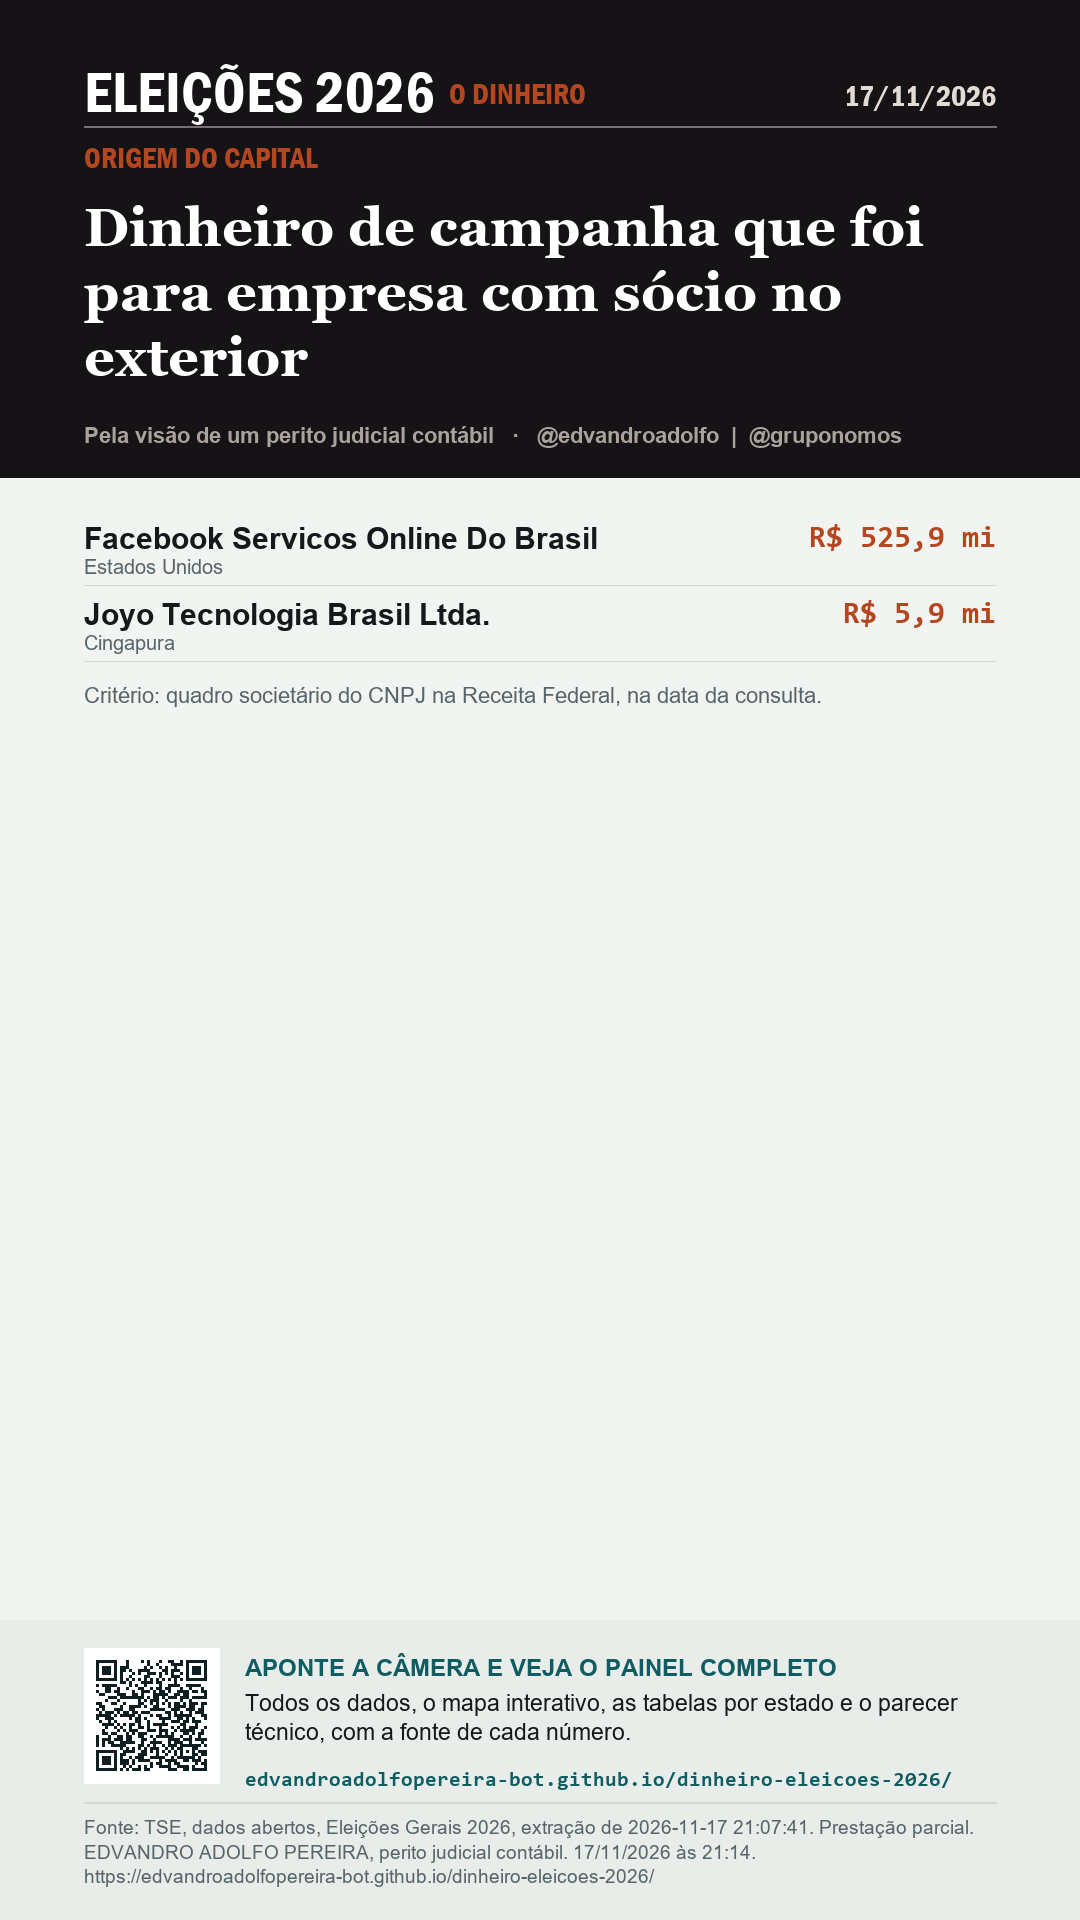 ELEIÇÕES 2026 O DINHEIRO 17/11/2026
ORIGEM DO CAPITAL
Dinheiro de campanha que foi
para empresa com sócio no
exterior
Pela visão de um perito judicial contábil · @edvandroadolfo | @gruponomos
Facebook Servicos Online Do Brasil R$ 525,9 mi
Estados Unidos
Joyo Tecnologia Brasil Ltda. R$ 5,9 mi
Cingapura
Critério: quadro societário do CNPJ na Receita Federal, na data da consulta.
APONTE A CÂMERA E VEJA O PAINEL COMPLETO
Todos os dados, o mapa interativo, as tabelas por estado e o parecer
técnico, com a fonte de cada número.
edvandroadolfopereira-bot.github.io/dinheiro-eleicoes-2026/
Fonte: TSE, dados abertos, Eleições Gerais 2026, extração de 2026-11-17 21:07:41. Prestação parcial.
EDVANDRO ADOLFO PEREIRA, perito judicial contábil. 17/11/2026 às 21:14.
https://edvandroadolfopereira-bot.github.io/dinheiro-eleicoes-2026/